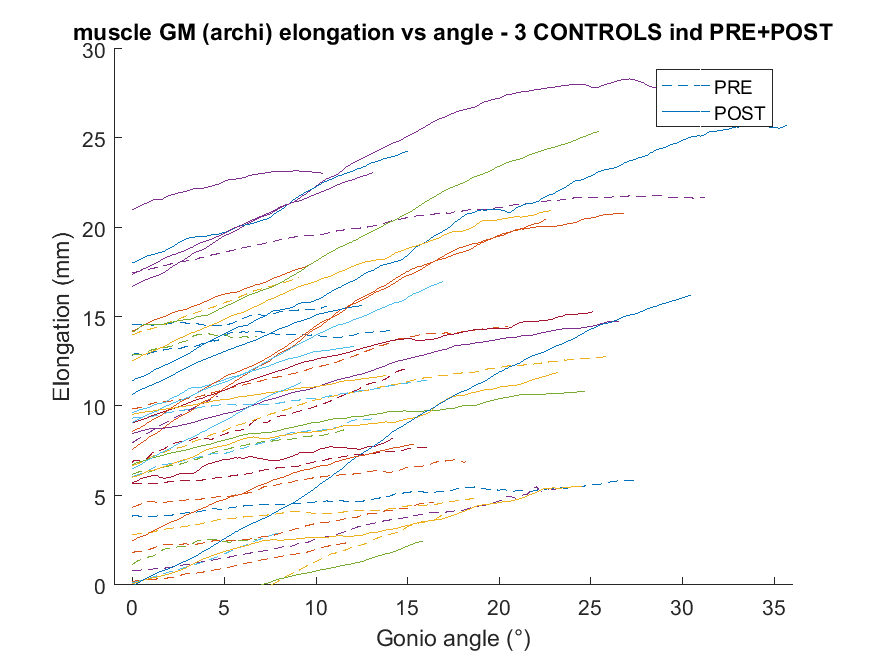 muscle GM (archi) elongation vs angle - 3 CONTROLS ind PRE+POST
30
25
20
15
10
5
0
Elongation (mm)
PRE
POST
0 5 10 15 20 25 30 35
Gonio angle (°)